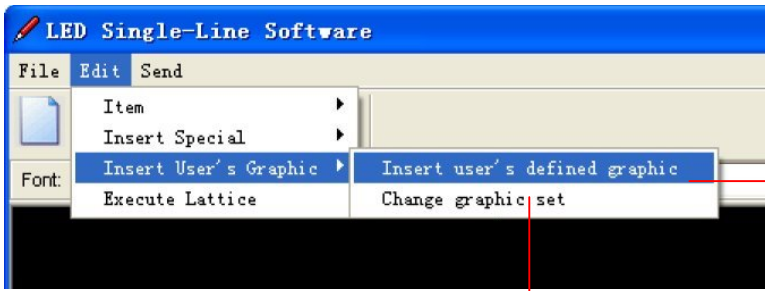 LED Single-Line Software
File Edit Send
Item
Insert Special
Insert User's Graphic
Insert user's defined graphic
Font:
Execute Lattice
Change graphic set